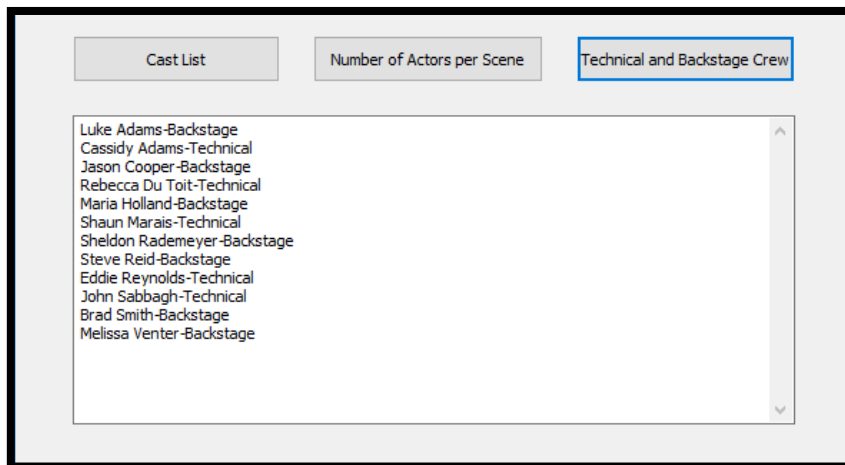 Cast List
Number of Actors per Scene
Technical and Backstage Crew
Luke Adams-Backstage
Cassidy Adams-Technical
Jason Cooper-Backstage
Rebecca Du Toit-Technical
Maria Holland-Backstage
Shaun Marais-Technical
Sheldon Rademeyer-Backstage
Steve Reid-Backstage
Eddie Reynolds-Technical
John Sabbagh-Technical
Brad Smith-Backstage
Melissa Venter-Backstage